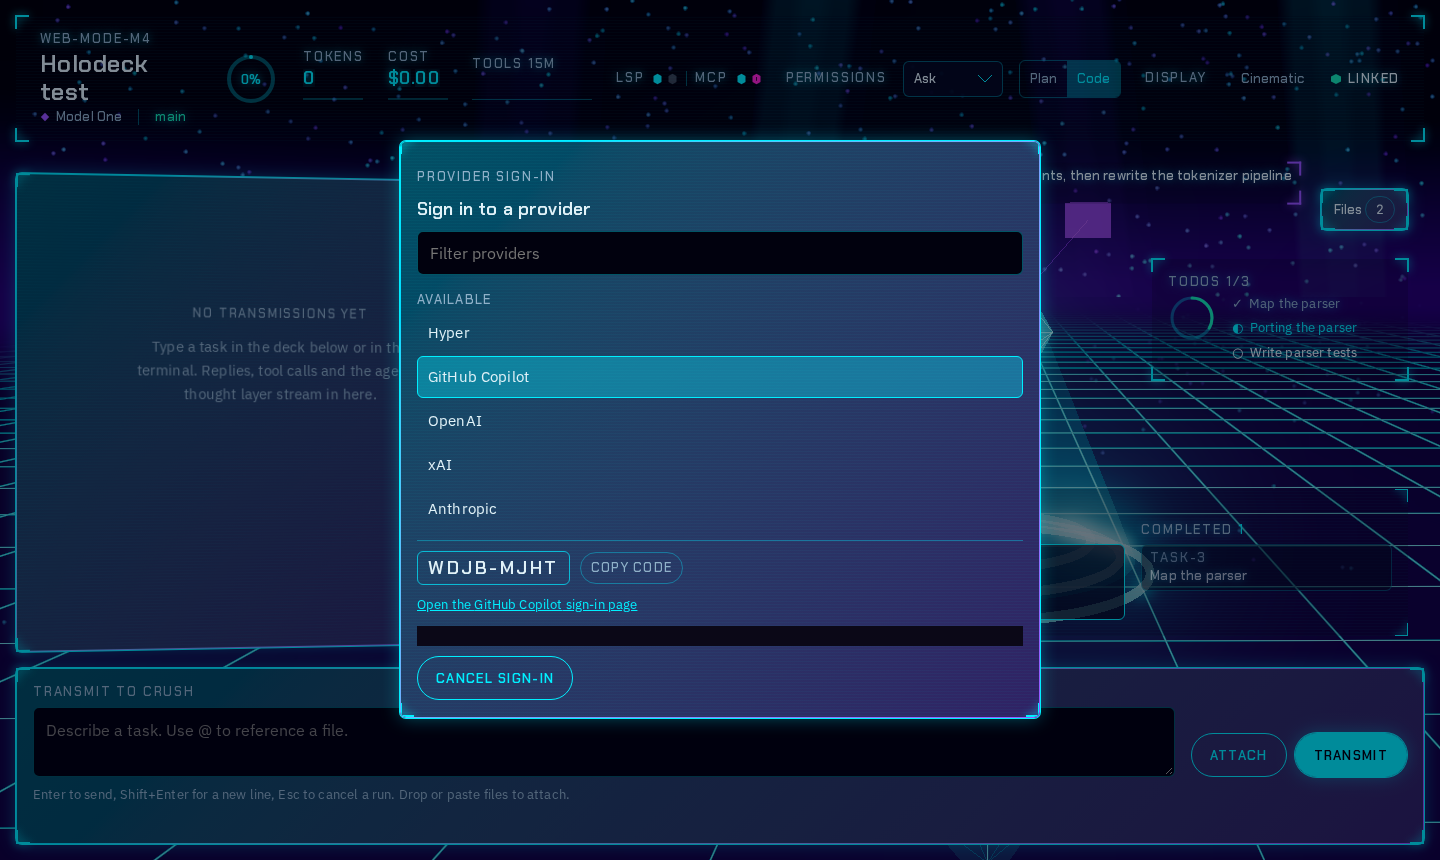 WEB-MODE-M4
Holodeck
test
Model One
main
0%
TOKENS
0
COST
$0.00
TOOLS 15M
LSP
MCP
PERMISSIONS
Ask
Plan
Code
DISPLAY
Cinematic
LINKED
NO TRANSMISSIONS YET
Type a task in the deck below or in th
terminal. Replies, tool calls and the age
thought layer stream in here.
PROVIDER SIGN-IN
Sign in to a provider
Filter providers
AVAILABLE
Hyper
GitHub Copilot
OpenAI
xAI
Anthropic
WDJB-MJHT
COPY CODE
Open the GitHub Copilot sign-in page
CANCEL SIGN-IN
nts, then rewrite the tokenizer pipeline
Files 2
TODOS 1/3
✓ Map the parser
◐ Porting the parser
○ Write parser tests
COMPLETED 1
TASK-3
Map the parser
TRANSMIT TO CRUSH
Describe a task. Use @ to reference a file.
ATTACH
TRANSMIT
Enter to send, Shift+Enter for a new line, Esc to cancel a run. Drop or paste files to attach.